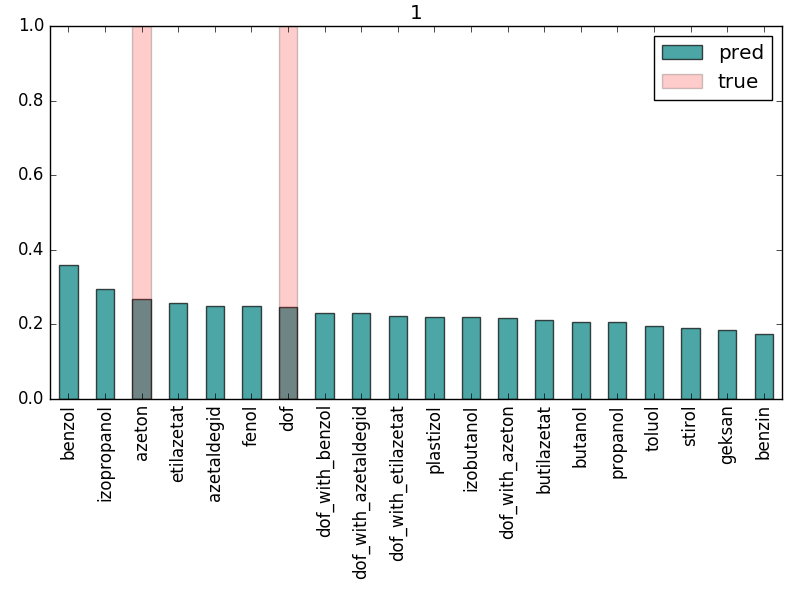 1
pred
true
1.0
0.8
0.6
0.4
0.2
0.0
benzol
izopropanol
azeton
etilazetat
azetaldegid
fenol
dof
dof_with_benzol
dof_with_azetaldegid
dof_with_etilazetat
plastizol
izobutanol
dof_with_azeton
butilazetat
butanol
propanol
toluol
stirol
geksan
benzin